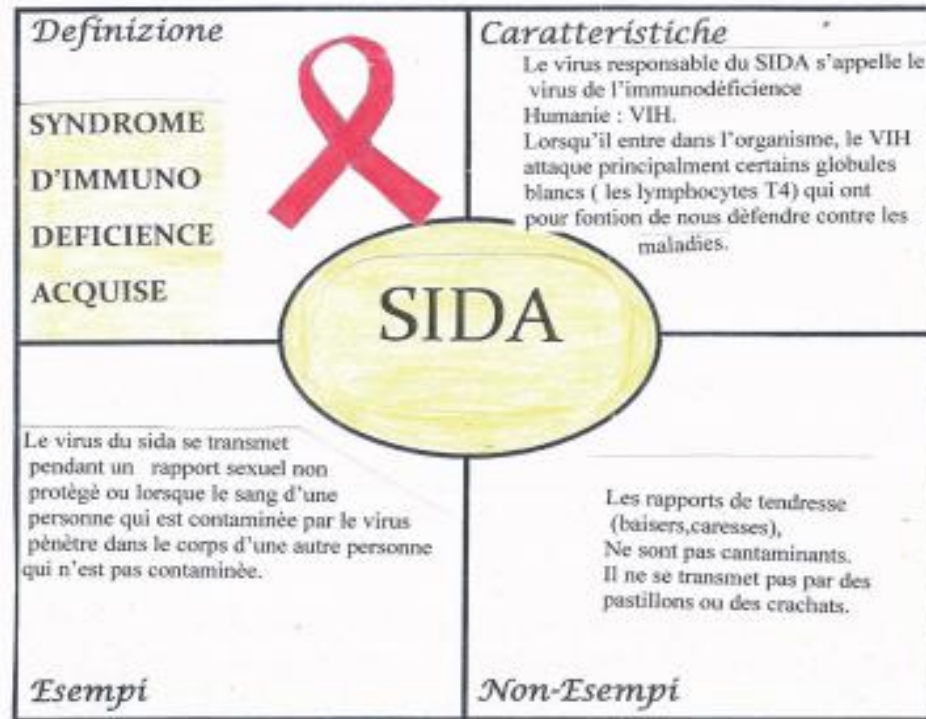 Definizione
SYNDROME
D'IMMUNO
DEFICIENCE
ACQUISE
Caratteristiche
Le virus responsable du SIDA s'appelle le
virus de l'immunodéficience
Humanie : VIH.
Lorsqu'il entre dans l'organisme, le VIH
attaque principalment certains globules
blancs ( les lymphocytes T4) qui ont
pour fontion de nous dèfendre contre les
maladies.
SIDA
Le virus du sida se transmet
pendant un rapport sexuel non
protègè ou lorsque le sang d'une
personne qui est contaminèe par le virus
pènètre dans le corps d'une autre personne
qui n'est pas contaminèe.
Esempi
Les rapports de tendresse
(baisers,caresses),
Ne sont pas cantaminants.
Il ne se transmet pas par des
pastillons ou des crachats.
Non-Esempi